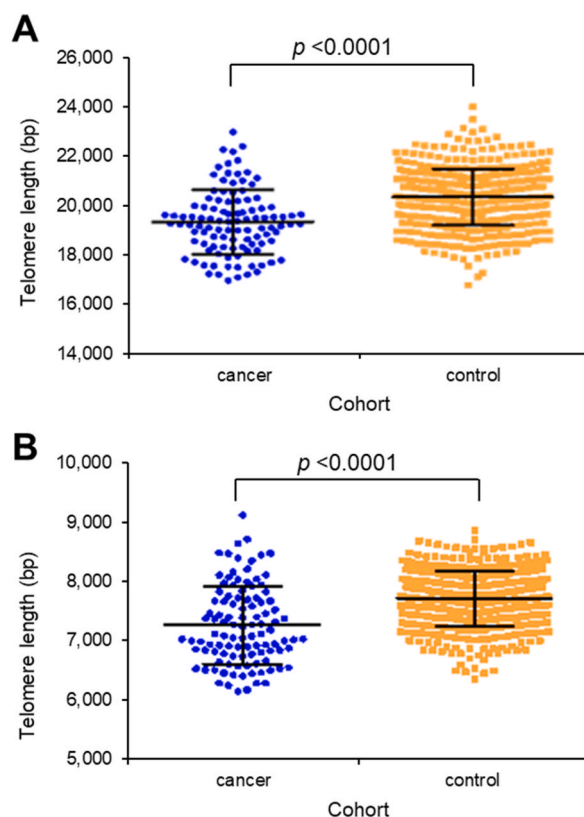 A
p <0.0001
26,000
24,000
22,000
20,000
18,000
16,000
14,000
Telomere length (bp)
cancer control
Cohort
B
p <0.0001
10,000
9,000
8,000
7,000
6,000
5,000
Telomere length (bp)
cancer control
Cohort